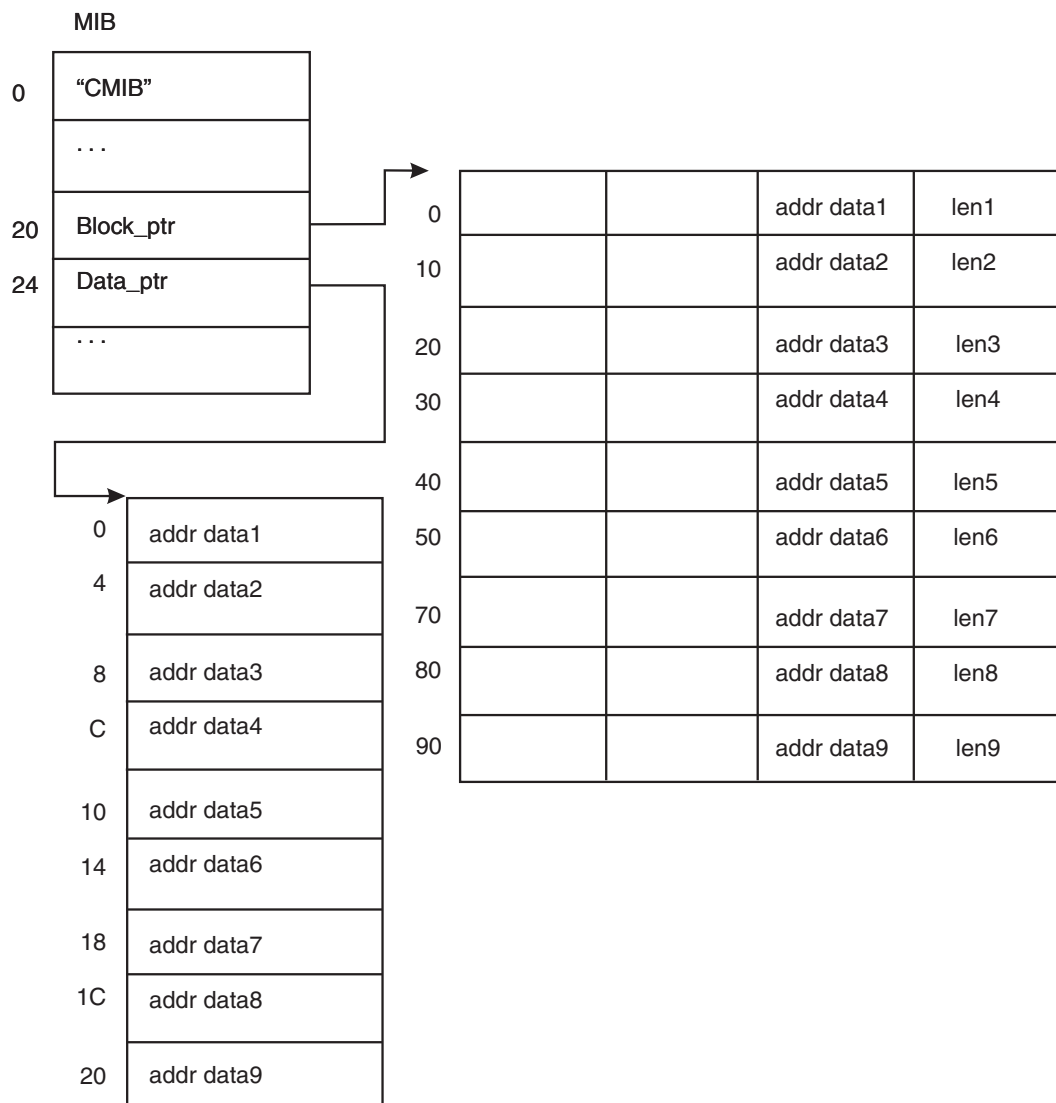 MIB
0 “CMIB”
. . .
20 Block_ptr
24 Data_ptr
. . .
0 addr data1 len1
10 addr data2 len2
20 addr data3 len3
30 addr data4 len4
40 addr data5 len5
50 addr data6 len6
70 addr data7 len7
80 addr data8 len8
90 addr data9 len9
0 addr data1
4 addr data2
8 addr data3
C addr data4
10 addr data5
14 addr data6
18 addr data7
1C addr data8
20 addr data9